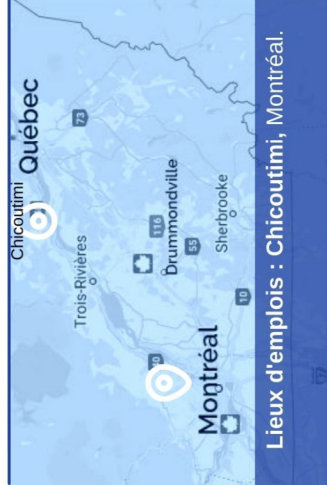 Chicoutimi
Québec
73
Trois-Rivières
116
Drummondville
55
Sherbrooke
Montréal
10
Lieux d'emplois : Chicoutimi, Montréal.